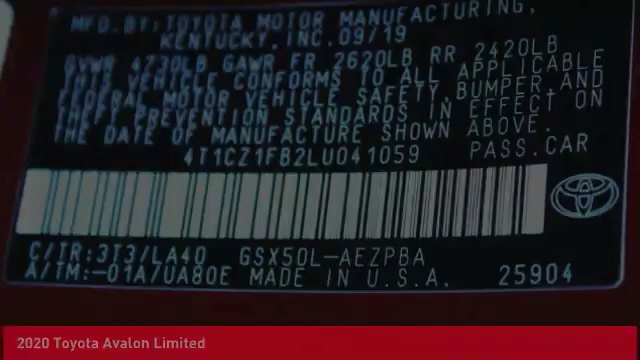 MFD.BY:TOYOTA MOTOR MANUFACTURING,
KENTUCKY,INC.09/19
GVWR 4730LB GAWR FR 2620LB RR 2420LB
THIS VEHICLE CONFORMS TO ALL APPLICABLE
FEDERAL MOTOR VEHICLE SAFETY,BUMPER,AND
THEFT PREVENTION STANDARDS IN EFFECT ON
THE DATE OF MANUFACTURE SHOWN ABOVE.
4T1CZ1FB2LU041059 PASS.CAR
C/TR:3T3/LA40 GSX50L-AEZPBA
A/TM:-01A/UA80E MADE IN U.S.A. 25904
2020 Toyota Avalon Limited